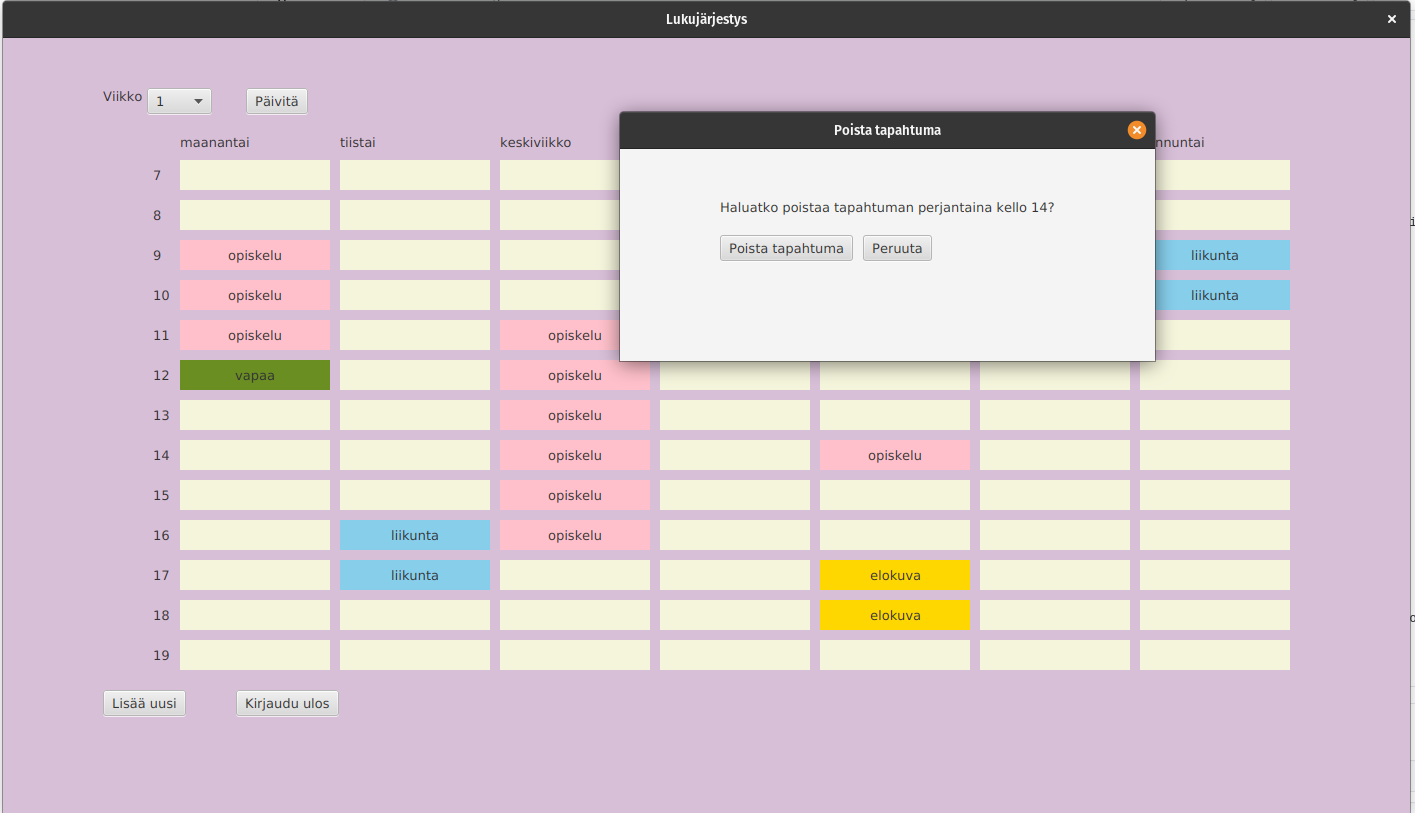 Lukujärjestys
Viikko 1 Päivitä
Poista tapahtuma
maanantai tiistai keskiviikko nnuntai
7
Haluatko poistaa tapahtuman perjantaina kello 14?
8
Poista tapahtuma Peruuta
9 opiskelu liikunta
10 opiskelu liikunta
11 opiskelu opiskelu
12 vapaa opiskelu
13 opiskelu
14 opiskelu opiskelu
15 opiskelu
16 liikunta opiskelu
17 liikunta elokuva
18 elokuva
19
Lisää uusi Kirjaudu ulos